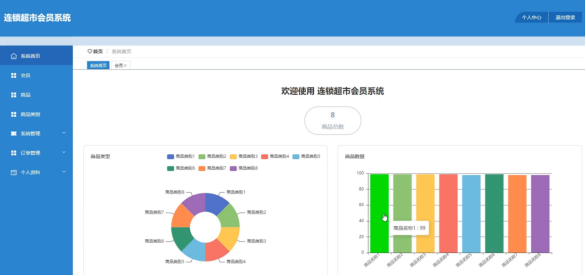 连锁超市会员系统
个人中心 退出登录
系统首页
会员
商品
商品类型
系统管理
订单管理
个人资料
首页 / 系统首页
系统首页 会员 ×
欢迎使用 连锁超市会员系统
8
商品总数
商品类型
商品类型1 商品类型2 商品类型3 商品类型4 商品类型5
商品类型6 商品类型7 商品类型8
商品类型8 商品类型1
商品类型7 商品类型2
商品类型6 商品类型3
商品类型5 商品类型4
商品数量
100
80
60
40
20
0
商品名称1 : 99
商品名称1 商品名称2 商品名称3 商品名称4 商品名称5 商品名称6 商品名称7 商品名称8